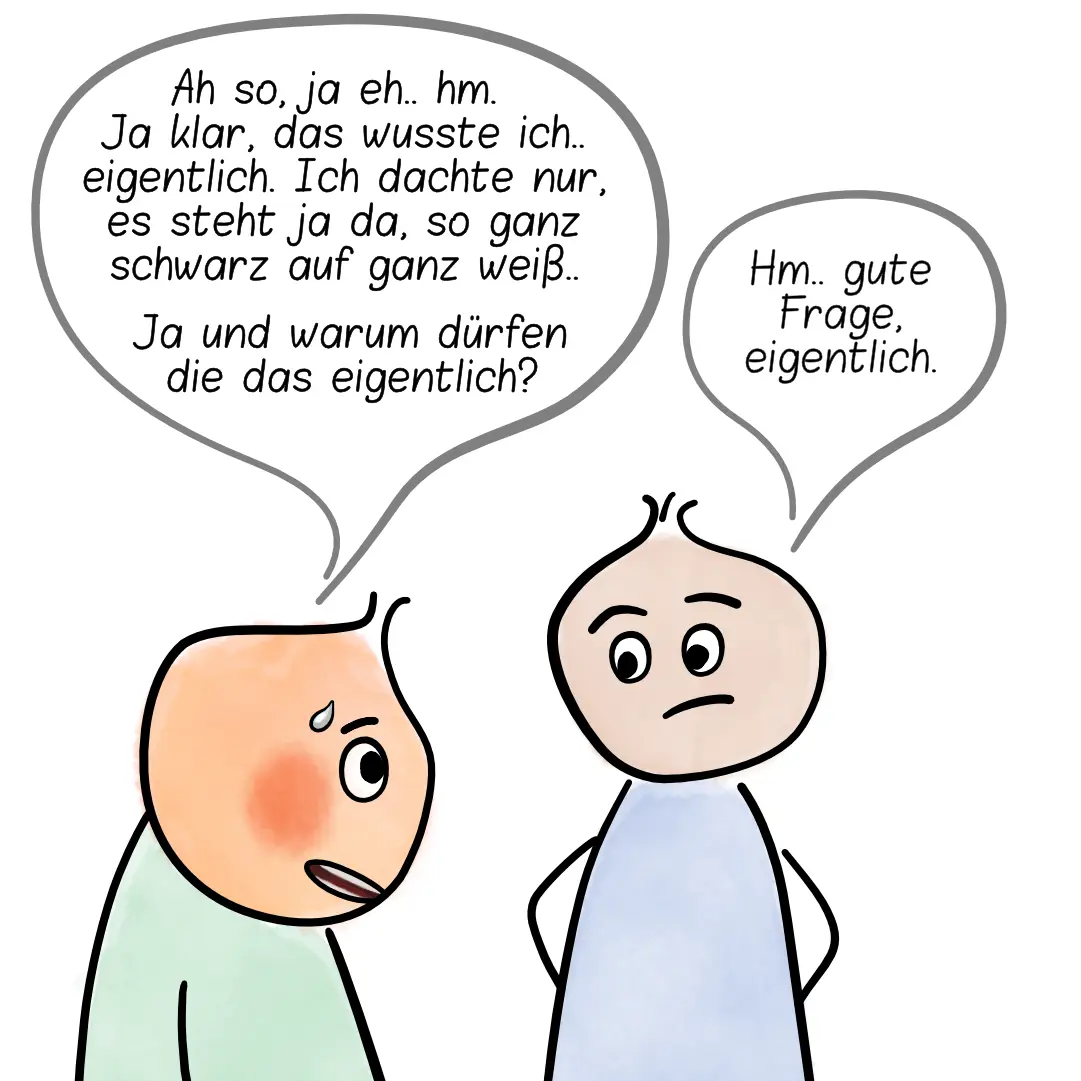 Ah so, ja eh.. hm.
Ja klar, das wusste ich..
eigentlich. Ich dachte nur,
es steht ja da, so ganz
schwarz auf ganz weiß..
Ja und warum dürfen
die das eigentlich?
Hm.. gute
Frage,
eigentlich.